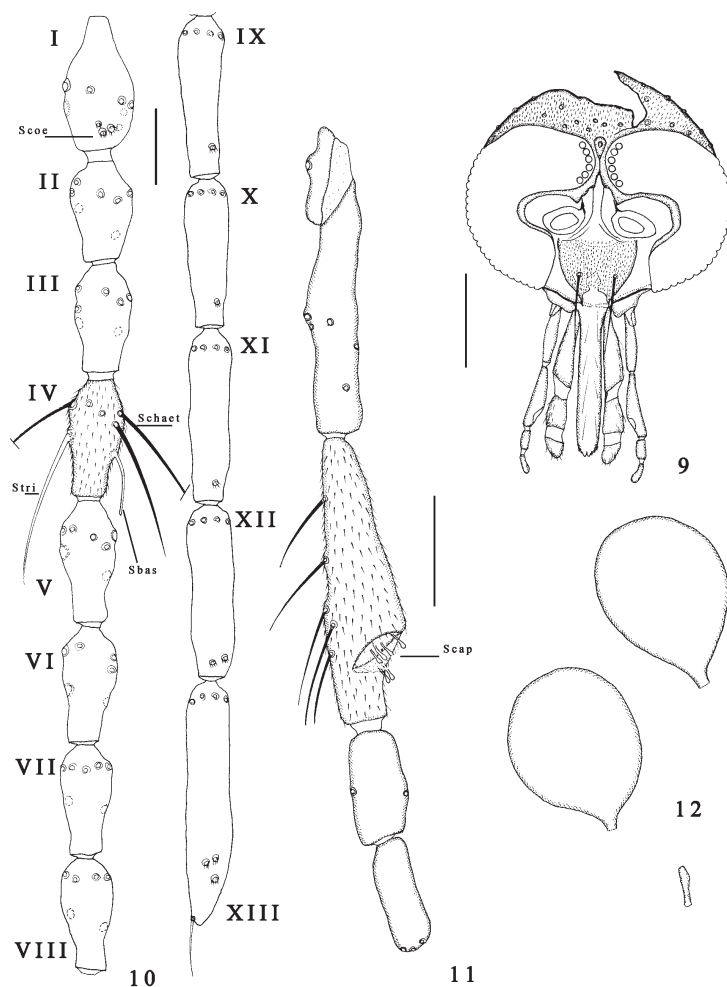 I
Scoe
II
III
IV
Schaet
Stri
Sbas
V
VI
VII
VIII
10
IX
X
XI
XII
XIII
Scap
11
9
12